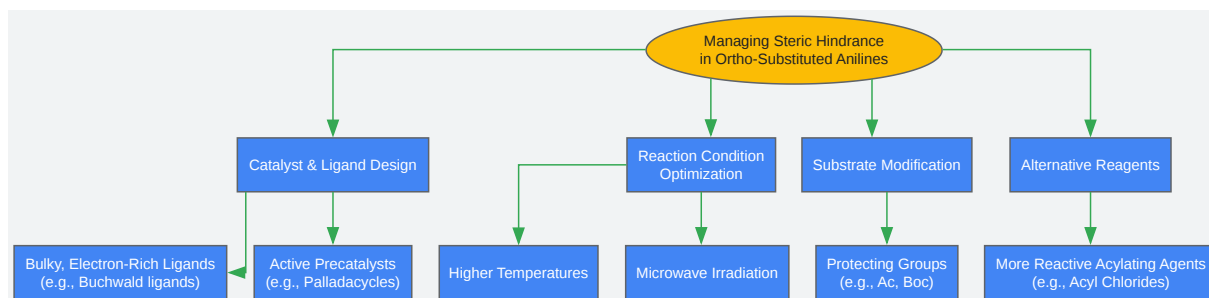 Managing Steric Hindrance
in Ortho-Substituted Anilines
Catalyst & Ligand Design
Reaction Condition
Optimization
Substrate Modification
Alternative Reagents
Bulky, Electron-Rich Ligands
(e.g., Buchwald ligands)
Active Precatalysts
(e.g., Palladacycles)
Higher Temperatures
Microwave Irradiation
Protecting Groups
(e.g., Ac, Boc)
More Reactive Acylating Agents
(e.g., Acyl Chlorides)